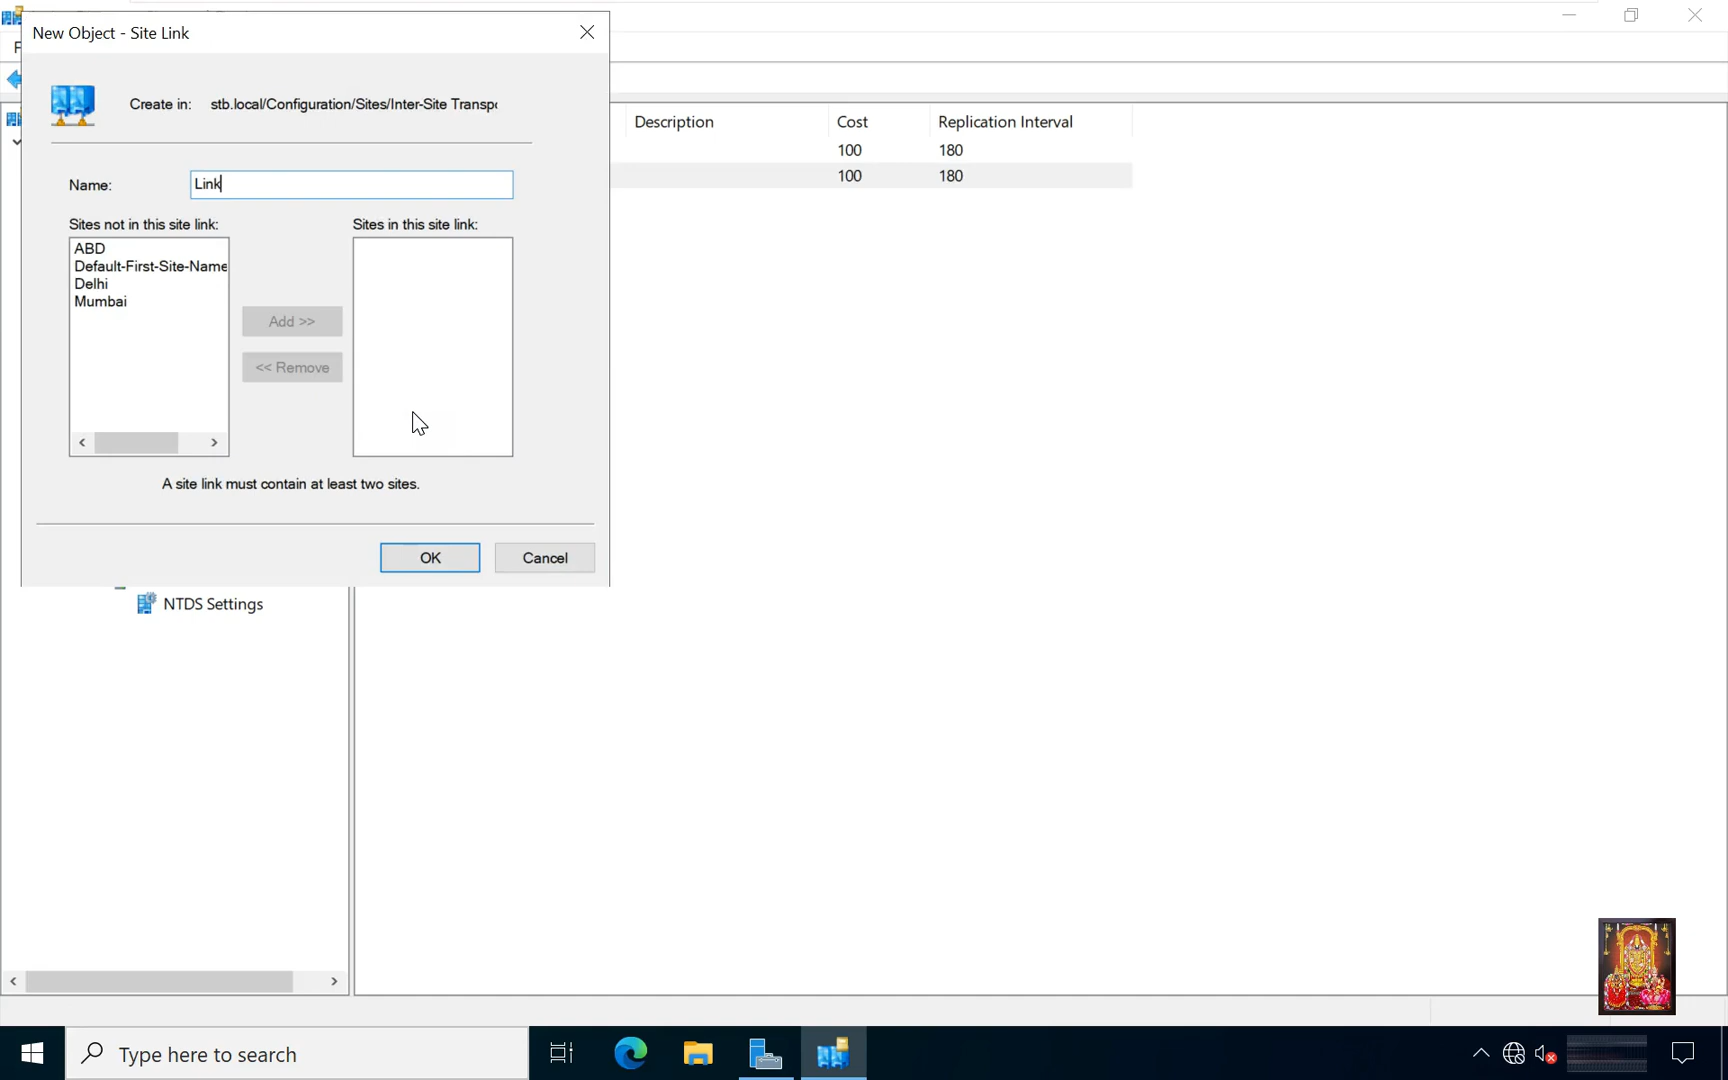 New Object - Site Link
F
Create in: stb.local/Configuration/Sites/Inter-Site Transpo
Description Cost Replication Interval
100 180
100 180
Name: Link
Sites not in this site link: Sites in this site link:
ABD
Default-First-Site-Name
Delhi
Mumbai
Add >>
<< Remove
A site link must contain at least two sites.
OK Cancel
NTDS Settings
Type here to search